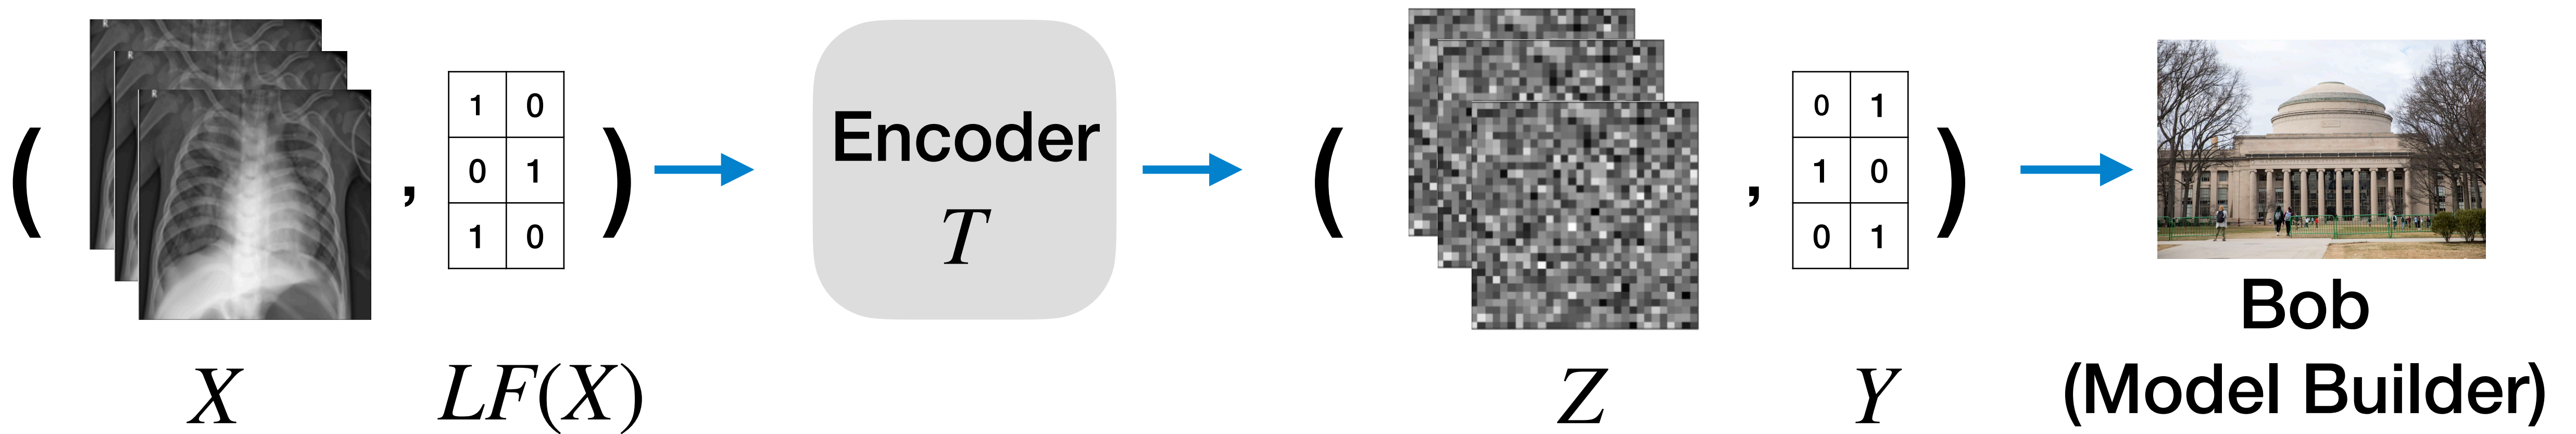 R
R
R
( , 1 0 )
0 1
1 0
Encoder
T
( , 0 1 )
1 0
0 1
Bob
(Model Builder)
X LF(X) Z Y